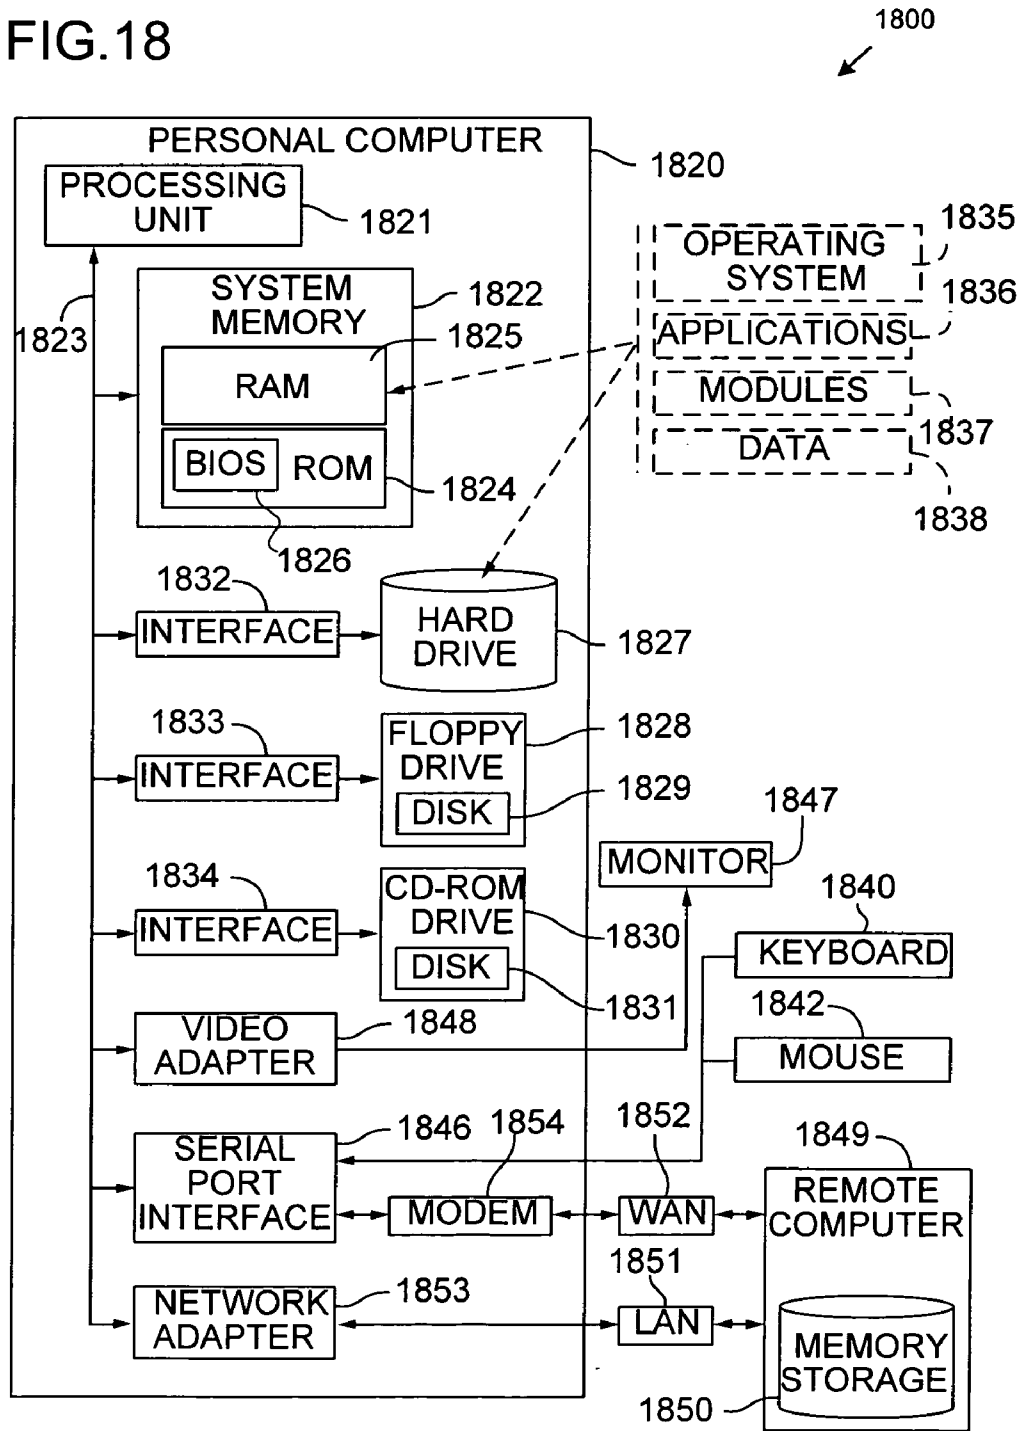 FIG.18
1800
PERSONAL COMPUTER
1820
PROCESSING
UNIT
1821
1823
SYSTEM
MEMORY
1822
1825
RAM
BIOS
ROM
1824
1826
OPERATING
SYSTEM
1835
1836
APPLICATIONS
MODULES
1837
DATA
1838
1832
INTERFACE
HARD
DRIVE
1827
1833
INTERFACE
FLOPPY
DRIVE
1828
DISK
1829
1834
INTERFACE
CD-ROM
DRIVE
1830
DISK
1831
MONITOR
1847
1840
KEYBOARD
1842
MOUSE
VIDEO
ADAPTER
1848
SERIAL
PORT
INTERFACE
1846
1854
MODEM
1852
WAN
1849
REMOTE
COMPUTER
NETWORK
ADAPTER
1853
1851
LAN
MEMORY
STORAGE
1850